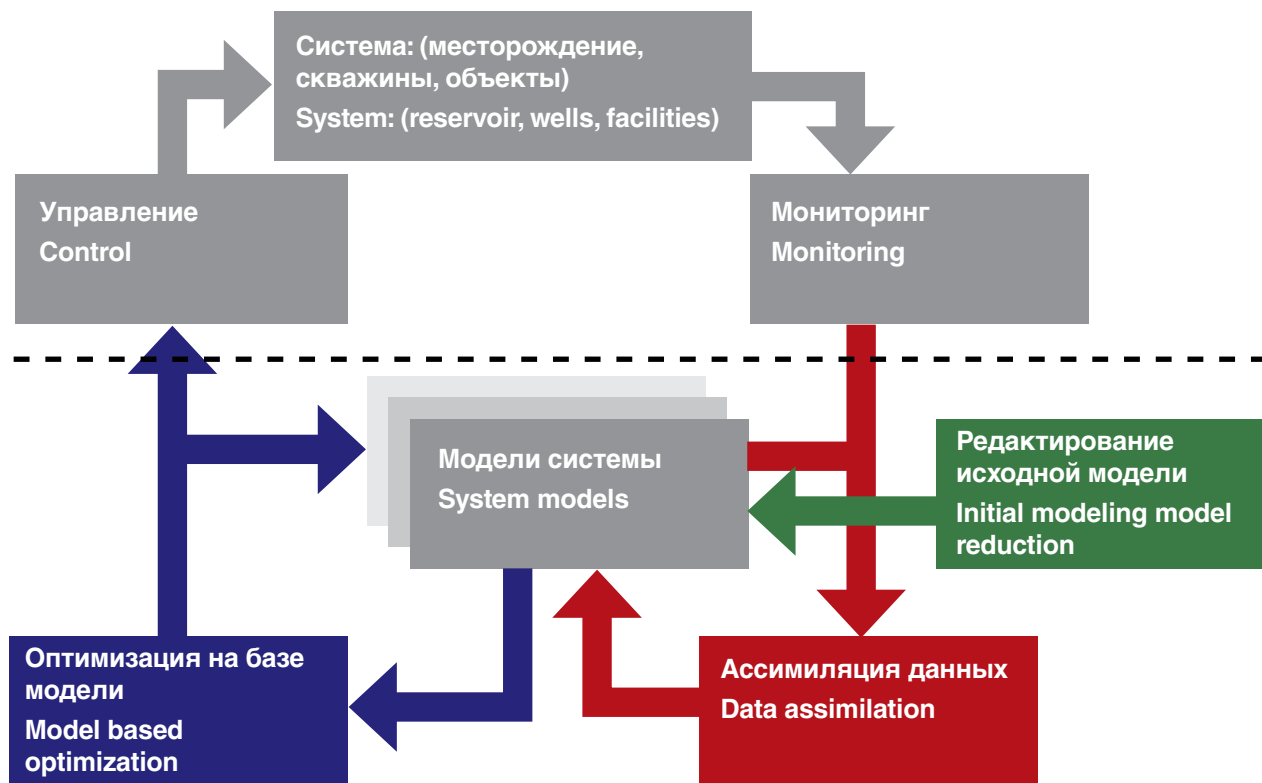 Система: (месторождение,
скважины, объекты)
System: (reservoir, wells, facilities)
Управление
Control
Мониторинг
Monitoring
Модели системы
System models
Редактирование
исходной модели
Initial modeling model
reduction
Оптимизация на базе
модели
Model based
optimization
Ассимиляция данных
Data assimilation